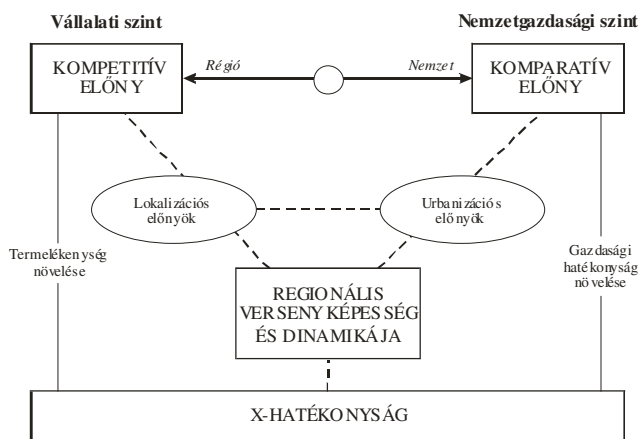 Vállalati szint
Nemzetgazdasági szint
KOMPETITÍV
ELŐNY
Régió
Nemzet
KOMPARATÍV
ELŐNY
Lokalizációs
előnyök
Urbanizációs
előnyök
Termelékenység
növelése
Gazdasági
hatékonyság
növelése
REGIONÁLIS
VERSENYKÉPESSÉG
ÉS DINAMIKÁJA
X-HATÉKONYSÁG